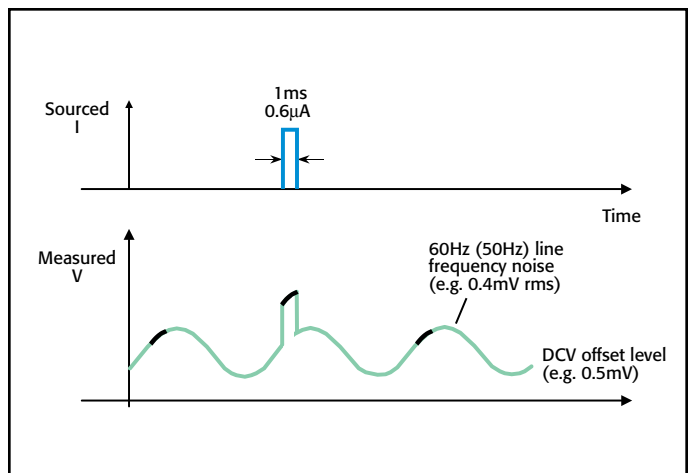 1ms
0.6µA
Sourced
I
Time
Measured
V
60Hz (50Hz) line
frequency noise
(e.g. 0.4mV rms)
DCV offset level
(e.g. 0.5mV)